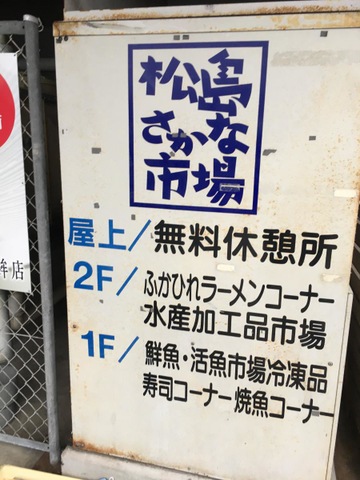 松島
さかな
市場
屋上/無料休憩所
2F/ふかひれラーメンコーナー
水産加工品市場
1F/鮮魚・活魚市場冷凍品
寿司コーナー焼魚コーナー
店